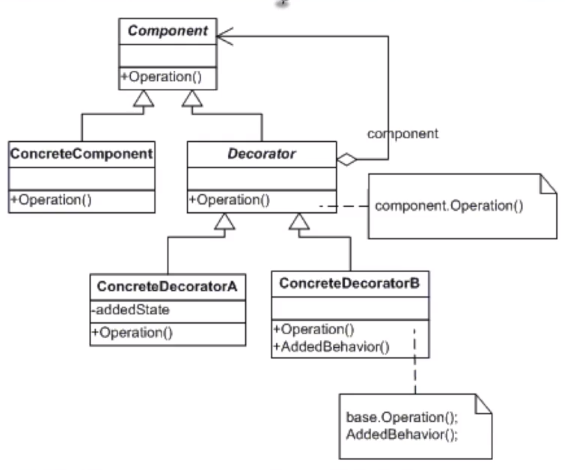 Component
+Operation()
component
ConcreteComponent
+Operation()
Decorator
+Operation()
component.Operation()
ConcreteDecoratorA
-addedState
+Operation()
ConcreteDecoratorB
+Operation()
+AddedBehavior()
base.Operation();
AddedBehavior();